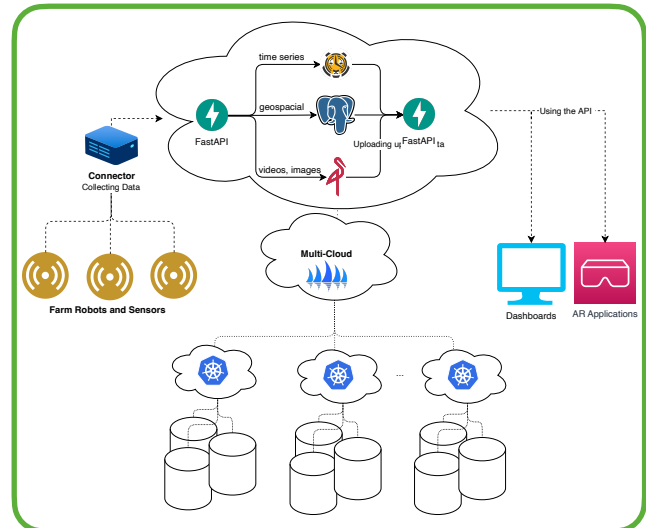 time series
geospacial
FastAPI
Uploading up
FastAPI
ta
videos, images
Using the API
Connector
Collecting Data
Multi-Cloud
Farm Robots and Sensors
Dashboards
AR Applications
...